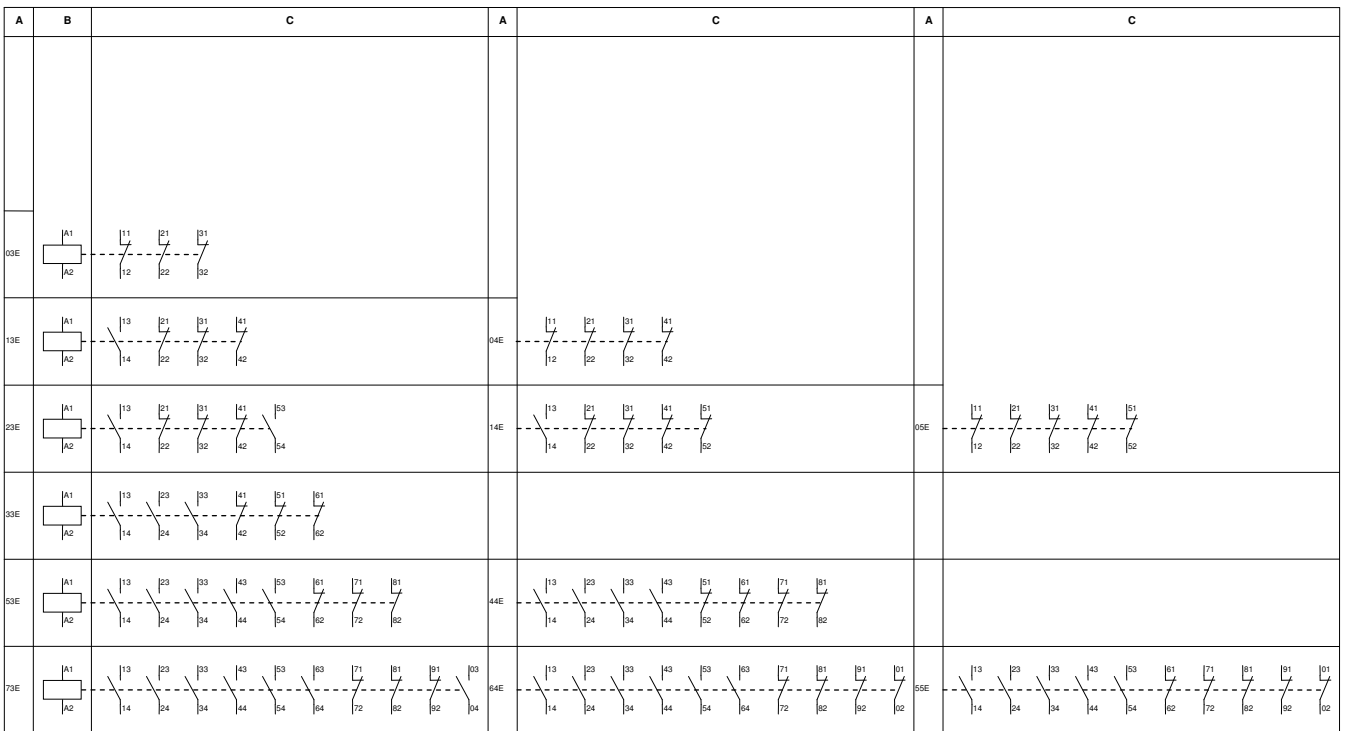 A B C A C A C
A1 11 21 31
03E
A2 12 22 32
A1 13 21 31 41 11 21 31 41
13E 04E
A2 14 22 32 42 12 22 32 42
A1 13 21 31 41 53 13 21 31 41 51 11 21 31 41 51
23E 14E 05E
A2 14 22 32 42 54 14 22 32 42 52 12 22 32 42 52
A1 13 23 33 41 51 61
33E
A2 14 24 34 42 52 62
A1 13 23 33 43 53 61 71 81 13 23 33 43 51 61 71 81
53E 44E
A2 14 24 34 44 54 62 72 82 14 24 34 44 52 62 72 82
A1 13 23 33 43 53 63 71 81 91 03 13 23 33 43 53 63 71 81 91 01 13 23 33 43 53 61 71 81 91 01
73E 64E 55E
A2 14 24 34 44 54 64 72 82 92 04 14 24 34 44 54 64 72 82 92 02 14 24 34 44 54 62 72 82 92 02